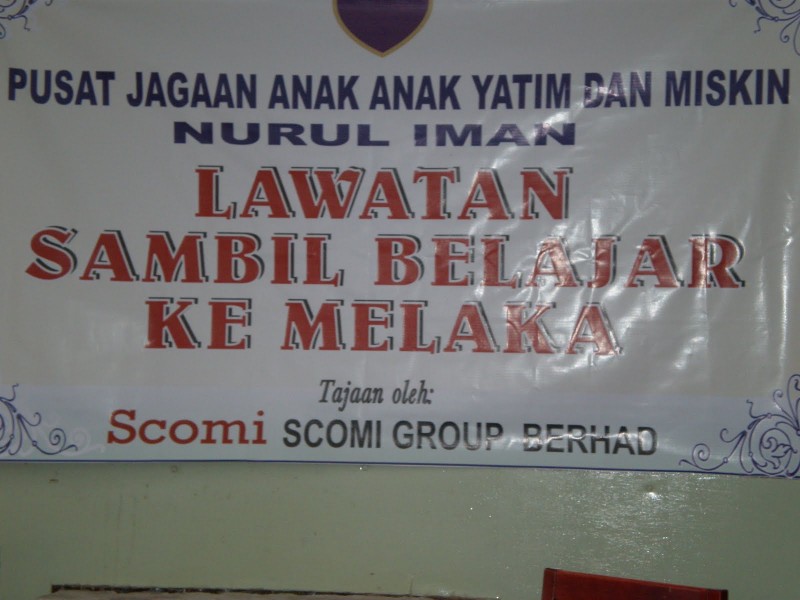 PUSAT JAGAAN ANAK ANAK YATIM DAN MISKIN
NURUL IMAN
LAWATAN
SAMBIL BELAJAR
KE MELAKA
Tajaan oleh:
Scomi SCOMI GROUP BERHAD